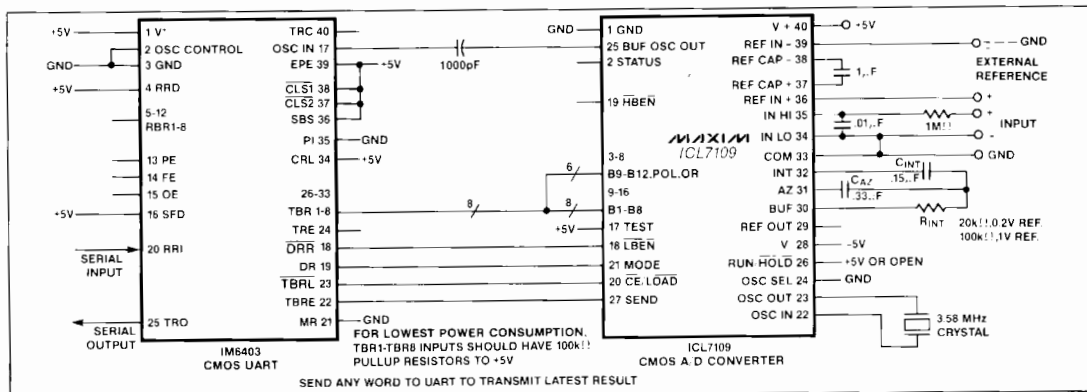 +5V
1 V+
2 OSC CONTROL
GND
3 GND
+5V
4 RRD
5-12
RBR1-8
13 PE
14 FE
15 OE
+5V
16 SFD
20 RRI
SERIAL
INPUT
25 TRO
SERIAL
OUTPUT
TRC 40
OSC IN 17
EPE 39
+5V
CLS1 38
CLS2 37
SBS 36
PI 35
GND
CRL 34
+5V
26-33
TBR 1-8
8
TRE 24
DRR 18
DR 19
TBRL 23
TBRE 22
MR 21
GND
IM6403
CMOS UART
1000pF
6
8
FOR LOWEST POWER CONSUMPTION,
TBR1-TBR8 INPUTS SHOULD HAVE 100kΩ
PULLUP RESISTORS TO +5V
GND
1 GND
25 BUF OSC OUT
2 STATUS
19 HBEN
MAXIM
ICL7109
3-8
B9-B12,POL,OR
9-16
B1-B8
+5V
17 TEST
18 LBEN
21 MODE
20 CE/LOAD
27 SEND
V + 40
+5V
REF IN - 39
- GND
REF CAP - 38
EXTERNAL
REFERENCE
1µF
REF CAP + 37
REF IN + 36
+
IN HI 35
+
.01µF
1MΩ
INPUT
IN LO 34
-
COM 33
GND
INT 32
CINT
.15µF
AZ 31
CAZ
.33µF
BUF 30
RINT
20kΩ,0.2V REF.
100kΩ,1V REF.
REF OUT 29
V 28
-5V
RUN/HOLD 26
+5V OR OPEN
OSC SEL 24
GND
OSC OUT 23
OSC IN 22
3.58 MHz
CRYSTAL
ICL7109
CMOS A/D CONVERTER
SEND ANY WORD TO UART TO TRANSMIT LATEST RESULT